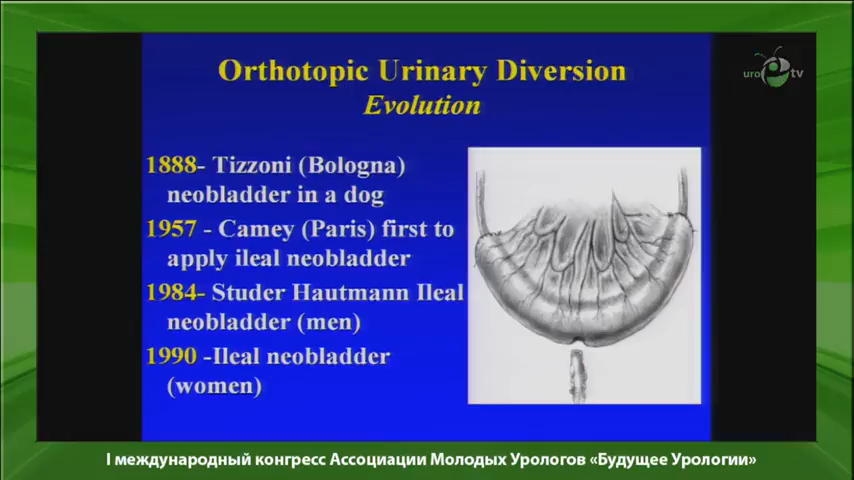 Orthotopic Urinary Diversion
Evolution
uro tv
1888- Tizzoni (Bologna)
neobladder in a dog
1957 - Camey (Paris) first to
apply ileal neobladder
1984- Studer Hautmann Ileal
neobladder (men)
1990 -Ileal neobladder
(women)
I международный конгресс Ассоциации Молодых Урологов «Будущее Урологии»